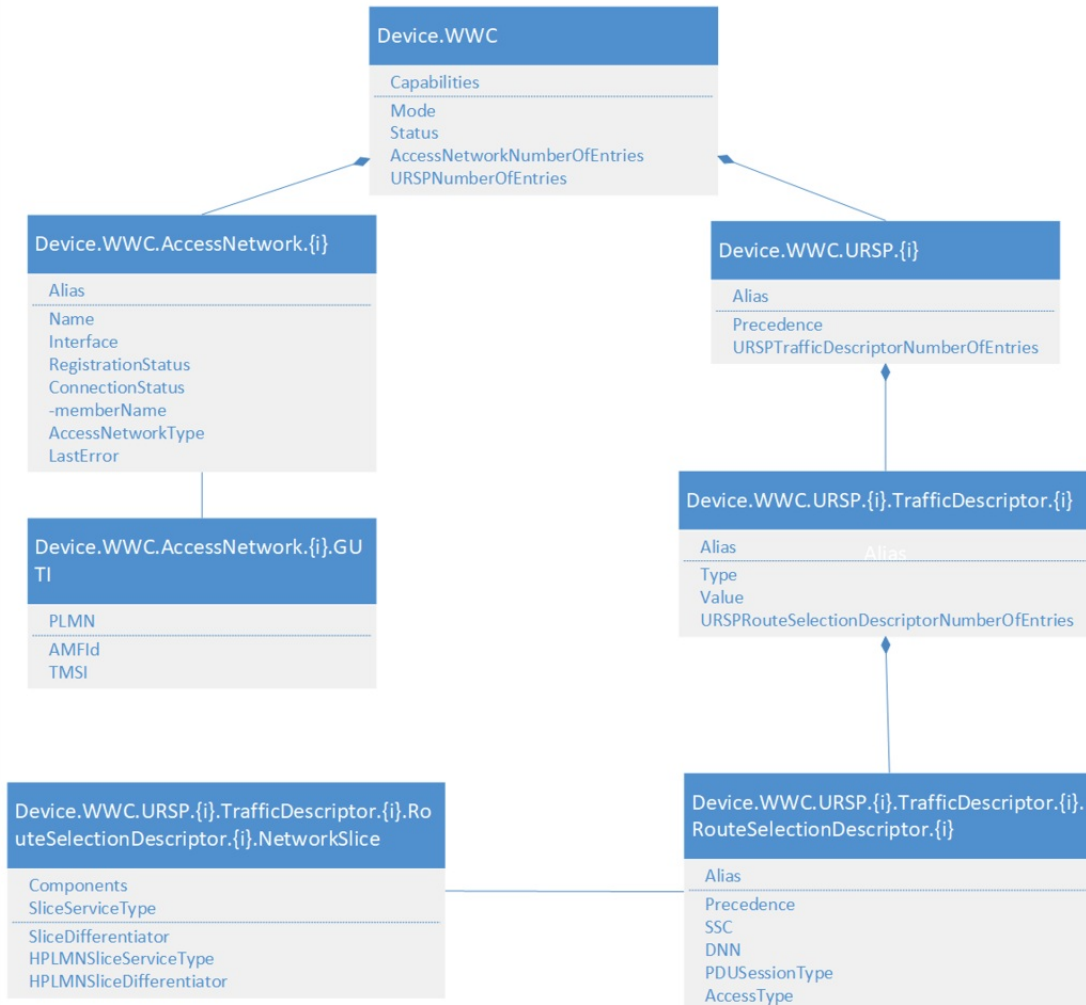 Device.WWC
Capabilities
Mode
Status
AccessNetworkNumberOfEntries
URSPNumberOfEntries
Device.WWC.AccessNetwork.{i}
Alias
Name
Interface
RegistrationStatus
ConnectionStatus
-memberName
AccessNetworkType
LastError
Device.WWC.URSP.{i}
Alias
Precedence
URSPTrafficDescriptorNumberOfEntries
Device.WWC.AccessNetwork.{i}.GU
TI
PLMN
AMFId
TMSI
Device.WWC.URSP.{i}.TrafficDescriptor.{i}
Alias
Alias
Type
Value
URSPRouteSelectionDescriptorNumberOfEntries
Device.WWC.URSP.{i}.TrafficDescriptor.{i}.Ro
uteSelectionDescriptor.{i}.NetworkSlice
Components
SliceServiceType
SliceDifferentiator
HPLMNSliceServiceType
HPLMNSliceDifferentiator
Device.WWC.URSP.{i}.TrafficDescriptor.{i}.
RouteSelectionDescriptor.{i}
Alias
Precedence
SSC
DNN
PDUSessionType
AccessType